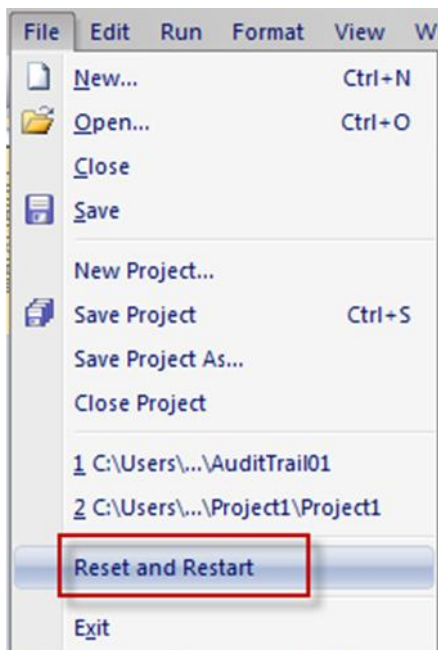 File Edit Run Format View W
New... Ctrl+N
Open... Ctrl+O
Close
Save
New Project...
Save Project Ctrl+S
Save Project As...
Close Project
1 C:\Users\...\AuditTrail01
2 C:\Users\...\Project1\Project1
Reset and Restart
Exit